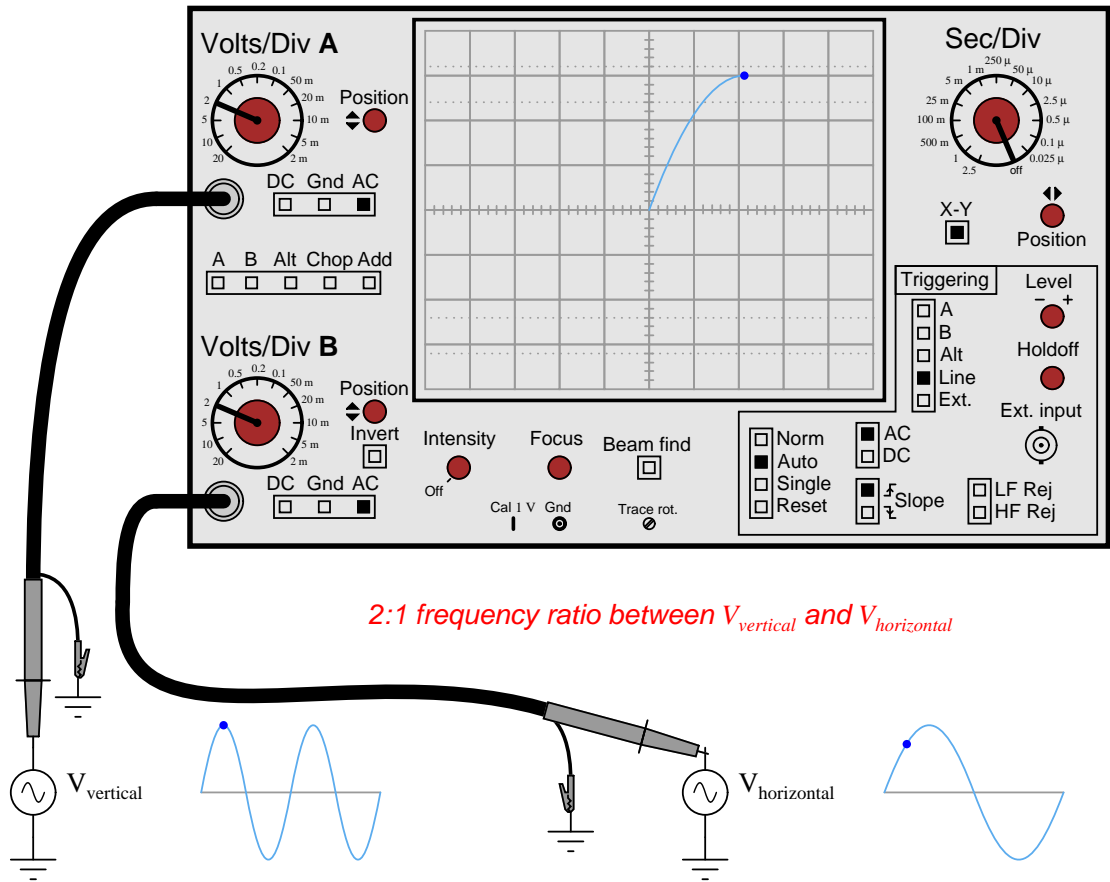 Volts/Div A
0.5 0.2 0.1
1 50 m
2 20 m
5 10 m
10 5 m
20 2 m
Position
DC Gnd AC
A B Alt Chop Add
Volts/Div B
0.5 0.2 0.1
1 50 m
2 20 m
5 10 m
10 5 m
20 2 m
Position
Invert
DC Gnd AC
Intensity
Off
Focus
Beam find
Cal 1 V Gnd
Trace rot.
Sec/Div
250 µ
1 m 50 µ
5 m 10 µ
25 m 2.5 µ
100 m 0.5 µ
500 m 0.1 µ
1 0.025 µ
2.5 off
X-Y
Position
Triggering
A
B
Alt
Line
Ext.
Level
- +
Holdoff
Ext. input
Norm
Auto
Single
Reset
AC
DC
Slope
LF Rej
HF Rej
2:1 frequency ratio between Vvertical and Vhorizontal
Vvertical
Vhorizontal